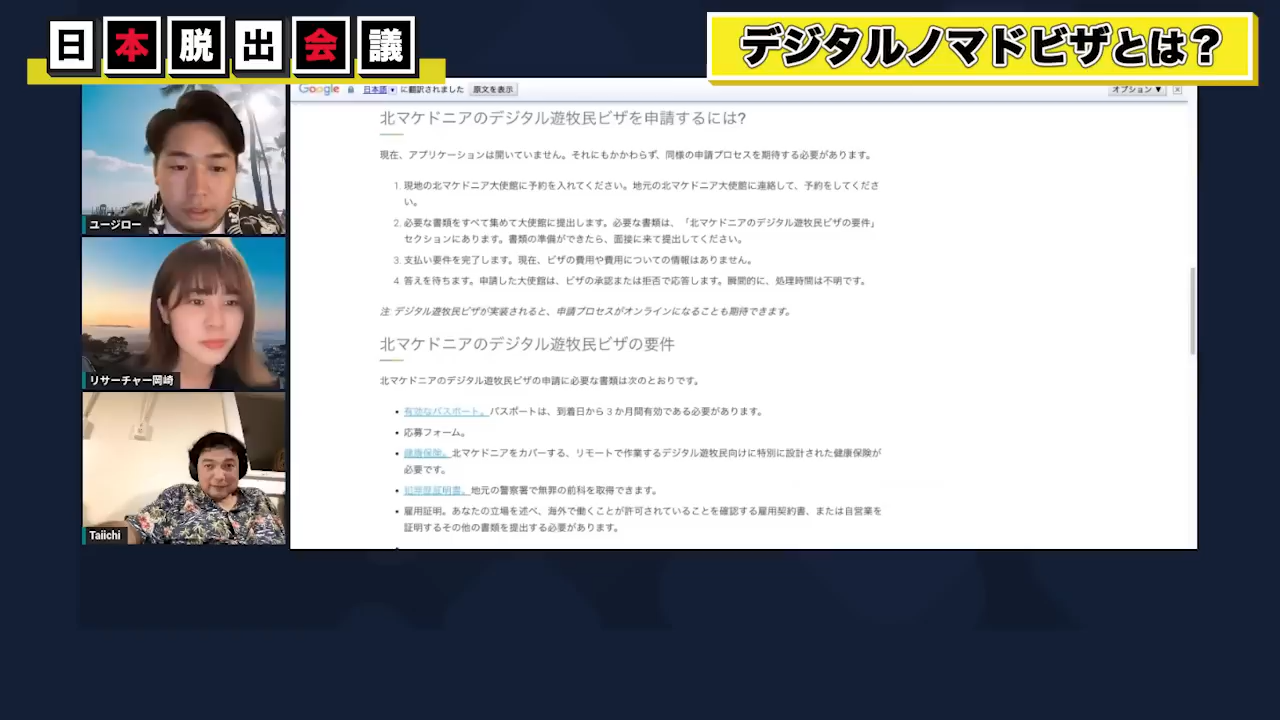 日本脱出会議
デジタルノマドビザとは？
Google 日本語 に翻訳されました 原文を表示 オプション▼
北マケドニアのデジタル遊牧民ビザを申請するには?
現在、アプリケーションは開いていません。それにもかかわらず、同様の申請プロセスを期待する必要があります。
1. 現地の北マケドニア大使館に予約を入れてください。地元の北マケドニア大使館に連絡して、予約をしてくださ
い。
2. 必要な書類をすべて集めて大使館に提出します。必要な書類は、「北マケドニアのデジタル遊牧民ビザの要件」
セクションにあります。書類の準備ができたら、面接に来て提出してください。
3. 支払い要件を完了します。現在、ビザの費用や費用についての情報はありません。
4. 答えを待ちます。申請した大使館は、ビザの承認または拒否で応答します。瞬間的に、処理時間は不明です。
注: デジタル遊牧民ビザが実装されると、申請プロセスがオンラインになることも期待できます。
北マケドニアのデジタル遊牧民ビザの要件
北マケドニアのデジタル遊牧民ビザの申請に必要な書類は次のとおりです。
• 有効なパスポート。パスポートは、到着日から 3 か月間有効である必要があります。
• 応募フォーム。
• 健康保険。北マケドニアをカバーする、リモートで作業するデジタル遊牧民向けに特別に設計された健康保険が
必要です。
• 犯罪歴証明書。地元の警察署で無罪の前科を取得できます。
• 雇用証明。あなたの立場を述べ、海外で働くことが許可されていることを確認する雇用契約書、または自営業を
証明するその他の書類を提出する必要があります。
ユージロー
リサーチャー岡崎
Taiichi